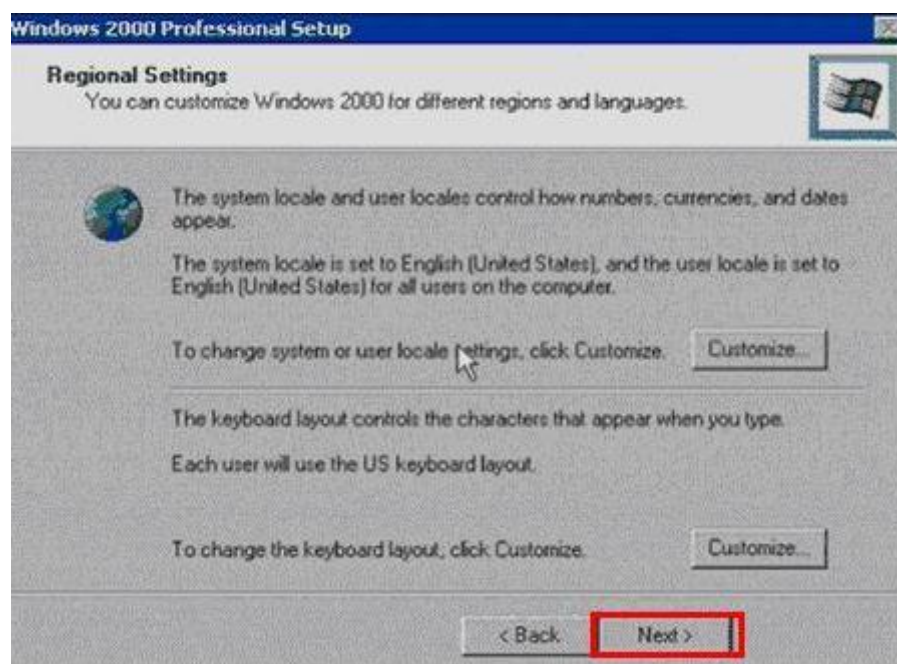 Windows 2000 Professional Setup
Regional Settings
You can customize Windows 2000 for different regions and languages.
The system locale and user locales control how numbers, currencies, and dates
appear.
The system locale is set to English (United States), and the user locale is set to
English (United States) for all users on the computer.
To change system or user locale settings, click Customize.
Customize...
The keyboard layout controls the characters that appear when you type.
Each user will use the US keyboard layout.
To change the keyboard layout, click Customize.
Customize...
< Back
Next >